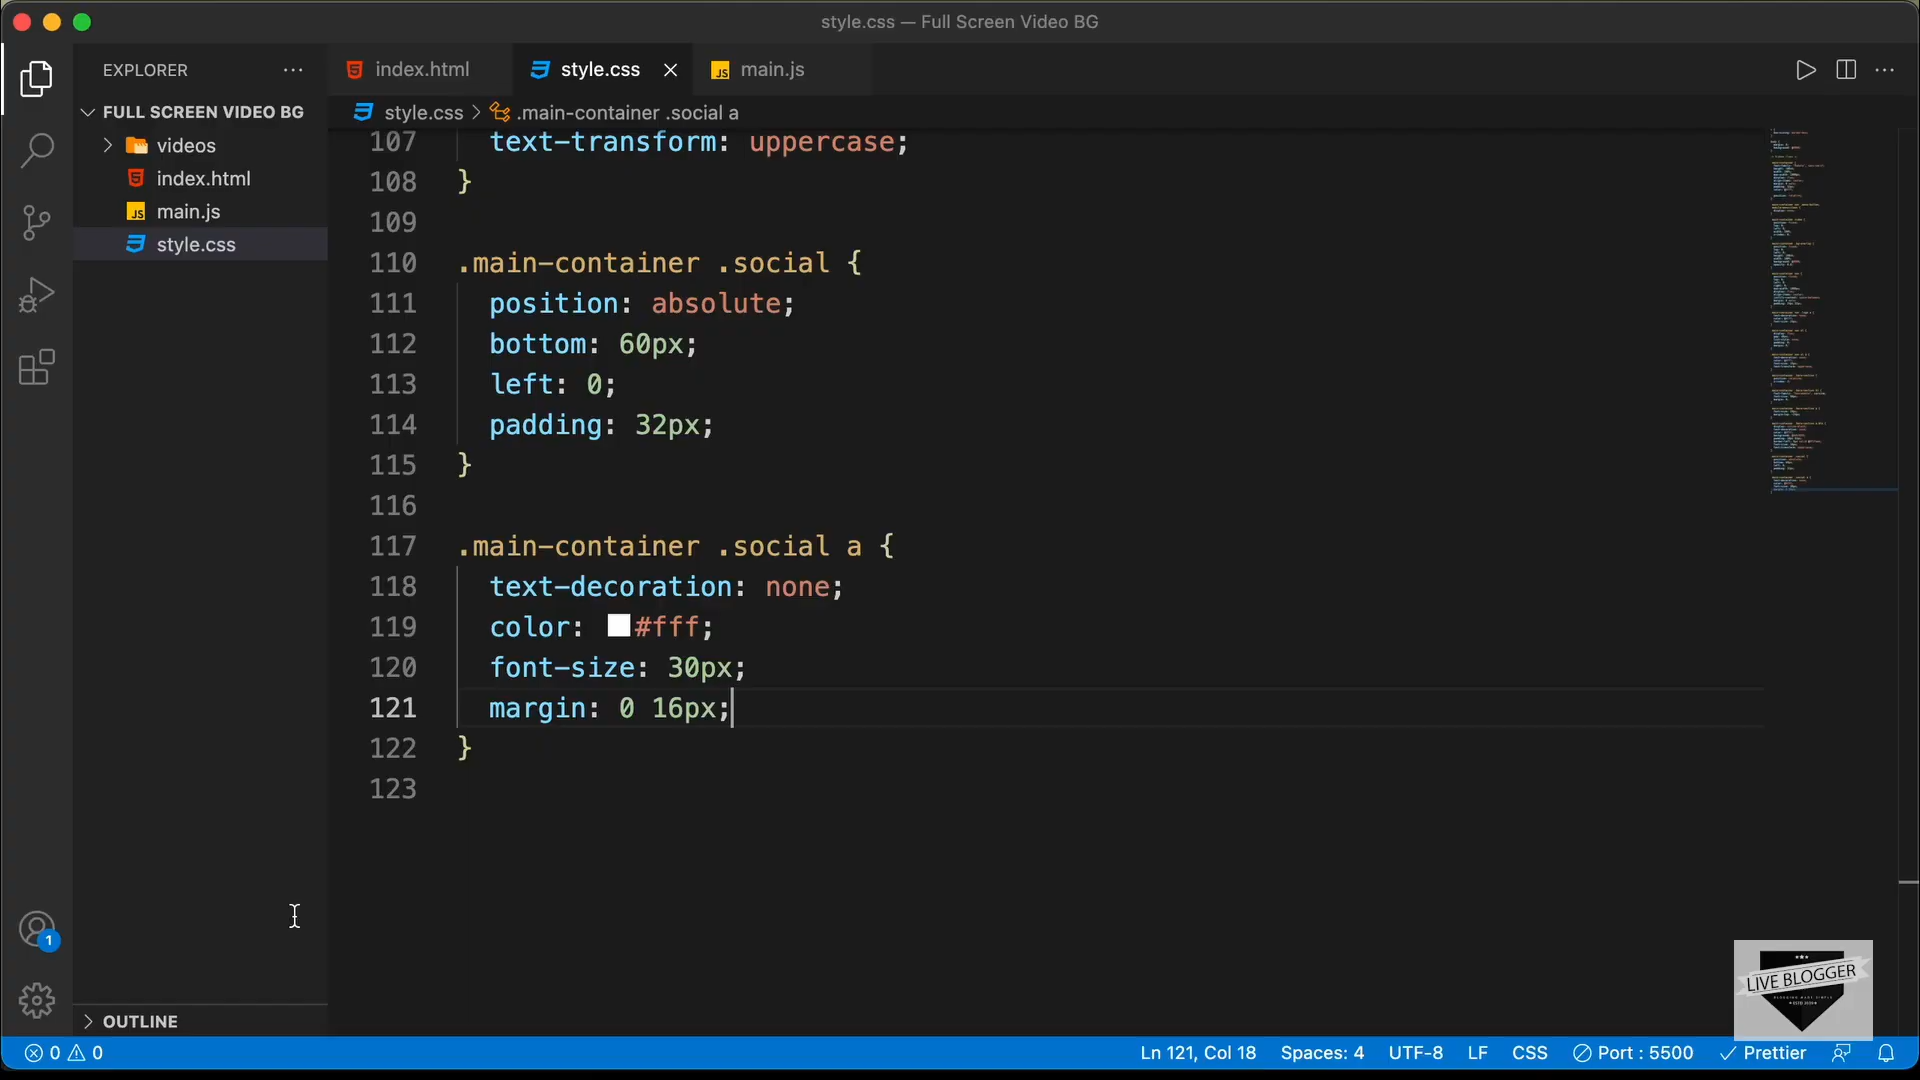 style.css — Full Screen Video BG
EXPLORER
index.html
style.css
main.js
FULL SCREEN VIDEO BG
style.css > .main-container .social a
videos
index.html
main.js
style.css
107 text-transform: uppercase;
108 }
109
110 .main-container .social {
111 position: absolute;
112 bottom: 60px;
113 left: 0;
114 padding: 32px;
115 }
116
117 .main-container .social a {
118 text-decoration: none;
119 color: #fff;
120 font-size: 30px;
121 margin: 0 16px;
122 }
123
1
OUTLINE
LIVE BLOGGER
0 0
Ln 121, Col 18 Spaces: 4 UTF-8 LF CSS Port : 5500 Prettier